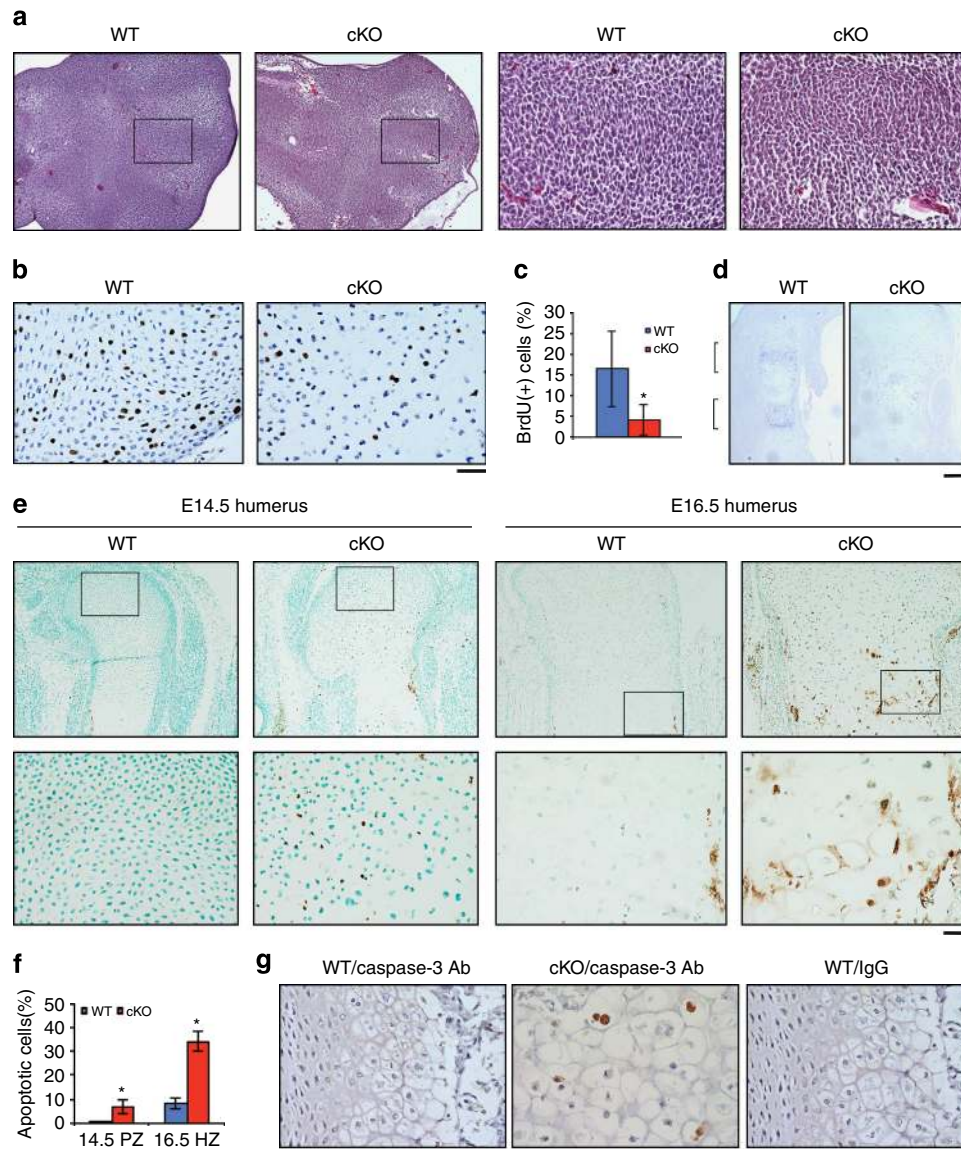 a
WT cKO WT cKO
b
WT cKO
c
BrdU(+) cells (%)
30
25
20
15
10
5
0
WT
cKO
*
d
WT cKO
e
E14.5 humerus E16.5 humerus
WT cKO WT cKO
f
Apoptotic cells(%)
50
40
30
20
10
0
WT cKO
*
*
14.5 PZ 16.5 HZ
g
WT/caspase-3 Ab cKO/caspase-3 Ab WT/IgG